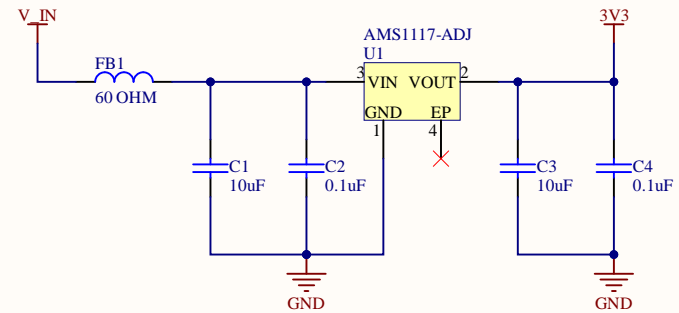 V_IN
3V3
AMS1117-ADJ
U1
FB1
60 OHM
3
VIN
VOUT
2
GND
EP
1
4
C1
10uF
C2
0.1uF
C3
10uF
C4
0.1uF
GND
GND